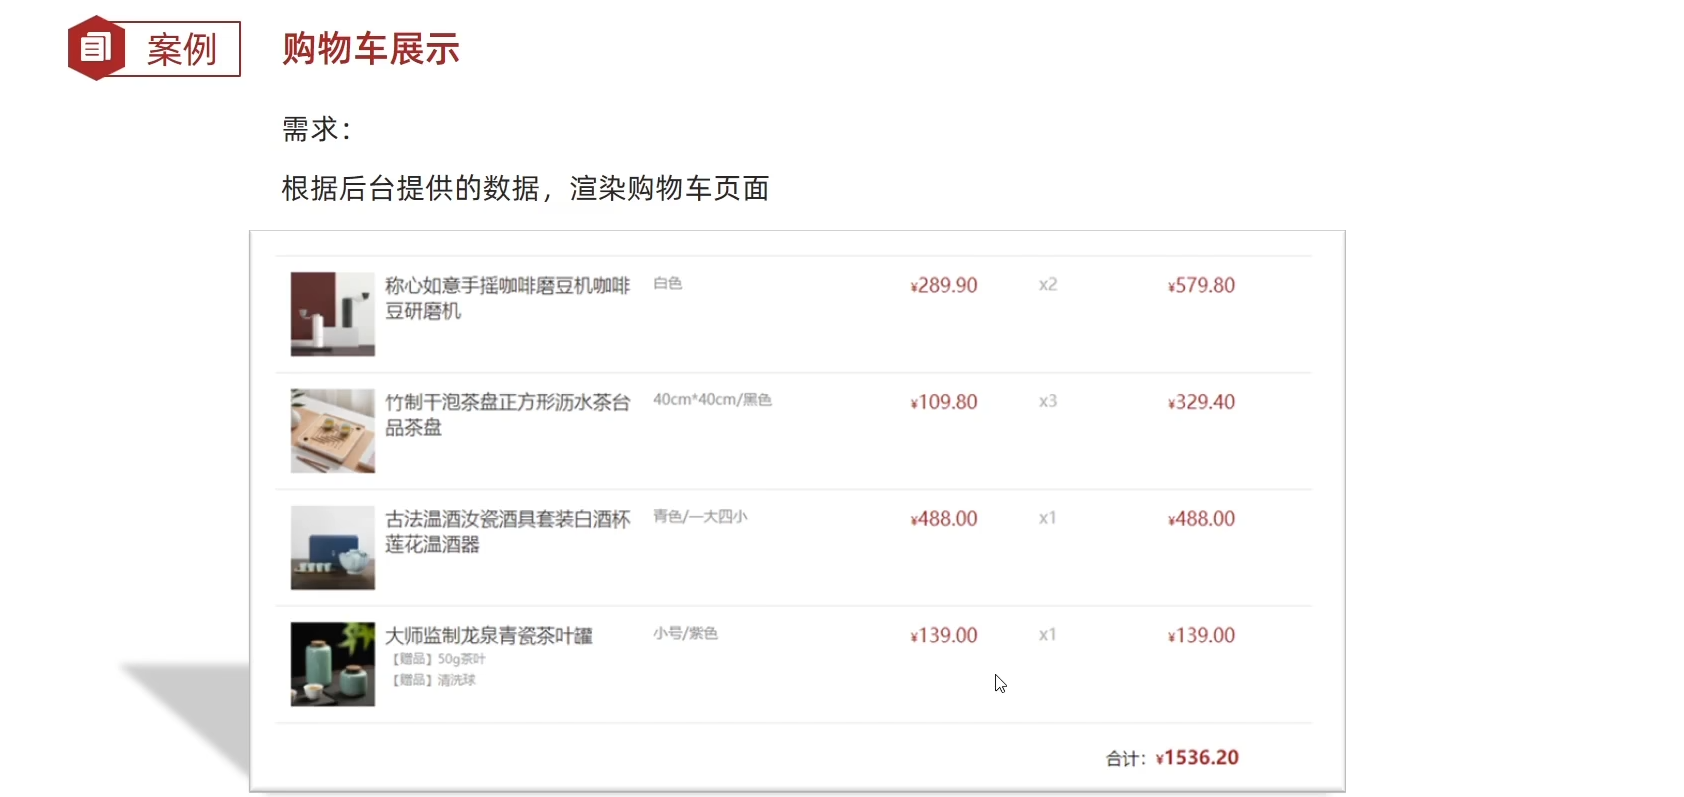 案例
购物车展示
需求：
根据后台提供的数据，渲染购物车页面
称心如意手摇咖啡磨豆机咖啡 白色 ¥289.90 x2 ¥579.80
豆研磨机
竹制干泡茶盘正方形沥水茶台 40cm*40cm/黑色 ¥109.80 x3 ¥329.40
品茶盘
古法温酒汝瓷酒具套装白酒杯 青色/一大四小 ¥488.00 x1 ¥488.00
莲花温酒器
大师监制龙泉青瓷茶叶罐 小号/紫色 ¥139.00 x1 ¥139.00
【赠品】50g茶叶
【赠品】清洗球
合计：¥1536.20